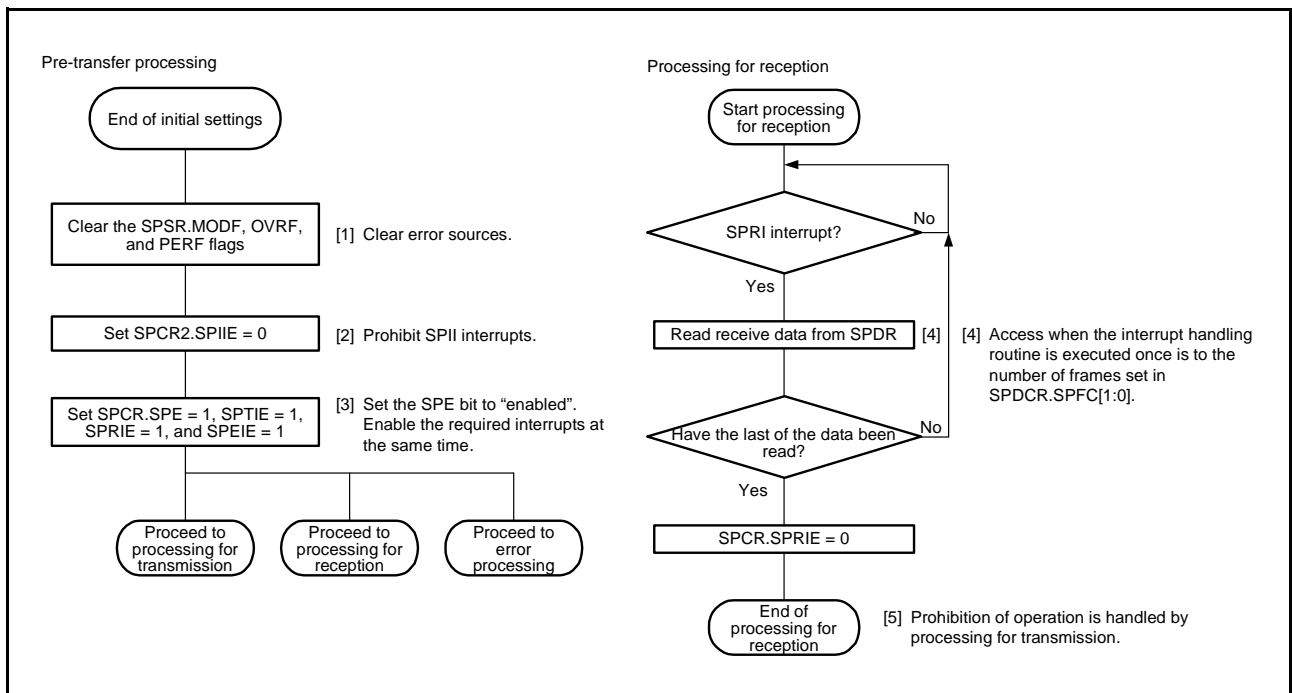 Pre-transfer processing
End of initial settings
Clear the SPSR.MODF, OVRF,
and PERF flags
[1] Clear error sources.
Set SPCR2.SPIIE = 0
[2] Prohibit SPII interrupts.
Set SPCR.SPE = 1, SPTIE = 1,
SPRIE = 1, and SPEIE = 1
[3] Set the SPE bit to “enabled”.
Enable the required interrupts at
the same time.
Proceed to
processing for
transmission
Proceed to
processing for
reception
Proceed to
error
processing
Processing for reception
Start processing
for reception
SPRI interrupt?
No
Yes
Read receive data from SPDR
[4]
[4] Access when the interrupt handling
routine is executed once is to the
number of frames set in
SPDCR.SPFC[1:0].
Have the last of the data been
read?
No
Yes
SPCR.SPRIE = 0
End of
processing for
reception
[5] Prohibition of operation is handled by
processing for transmission.